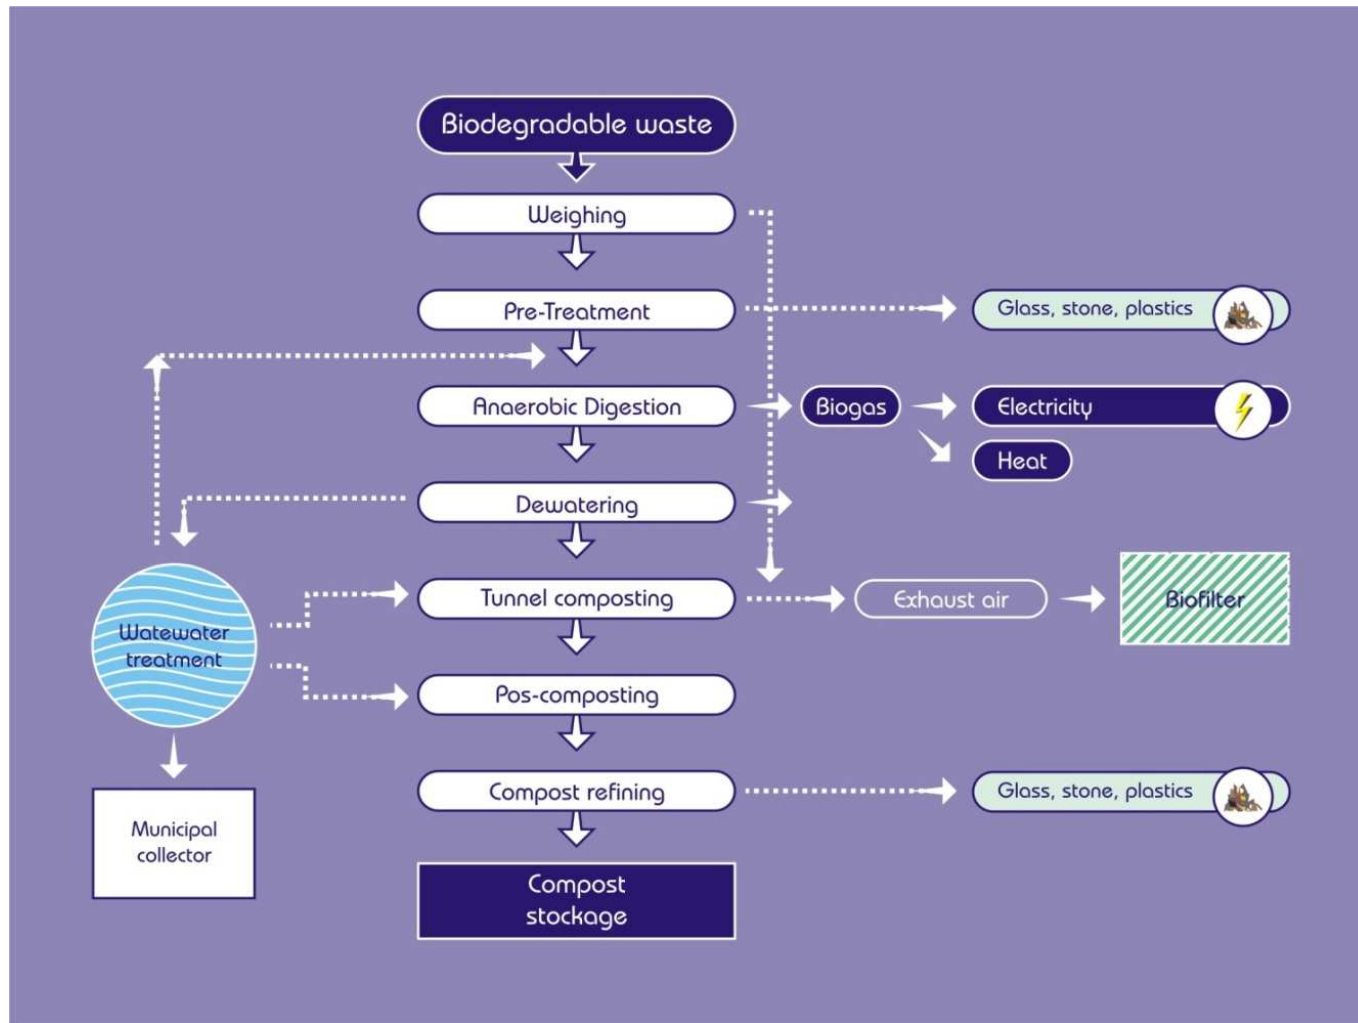 Biodegradable waste
Weighing
Pre-Treatment
Glass, stone, plastics
Anaerobic Digestion
Biogas
Electricity
Heat
Dewatering
Tunnel composting
Exhaust air
Biofilter
Watewater
treatment
Pos-composting
Compost refining
Glass, stone, plastics
Municipal
collector
Compost
stockage